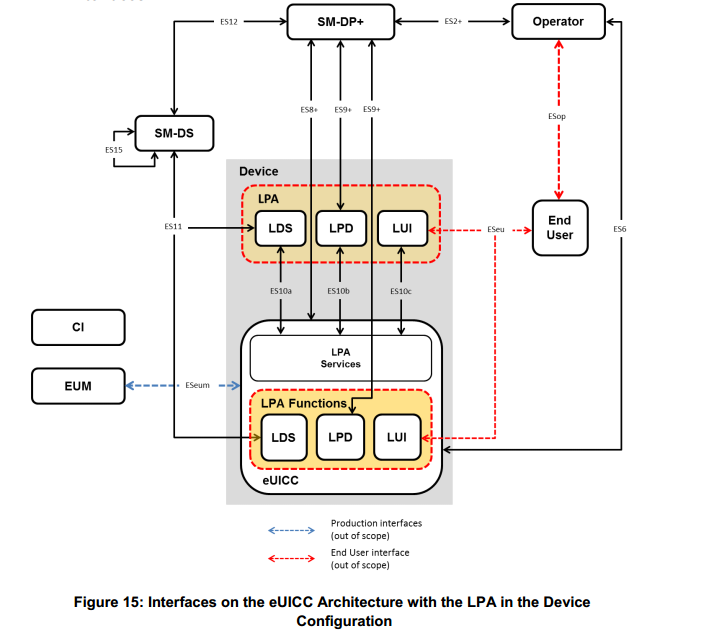 SM-DP+
Operator
ES12
ES2+
ES8+
ES9+
ES9+
ESop
SM-DS
ES15
Device
LPA
LDS
LPD
LUI
End
User
ES11
ESeu
ES6
ES10a
ES10b
ES10c
CI
LPA
Services
EUM
ESeum
LPA Functions
LDS
LPD
LUI
eUICC
Production interfaces
(out of scope)
End User interface
(out of scope)
Figure 15: Interfaces on the eUICC Architecture with the LPA in the Device
Configuration